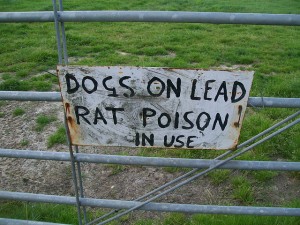 DOGS ON LEAD
RAT POISON!
IN USE